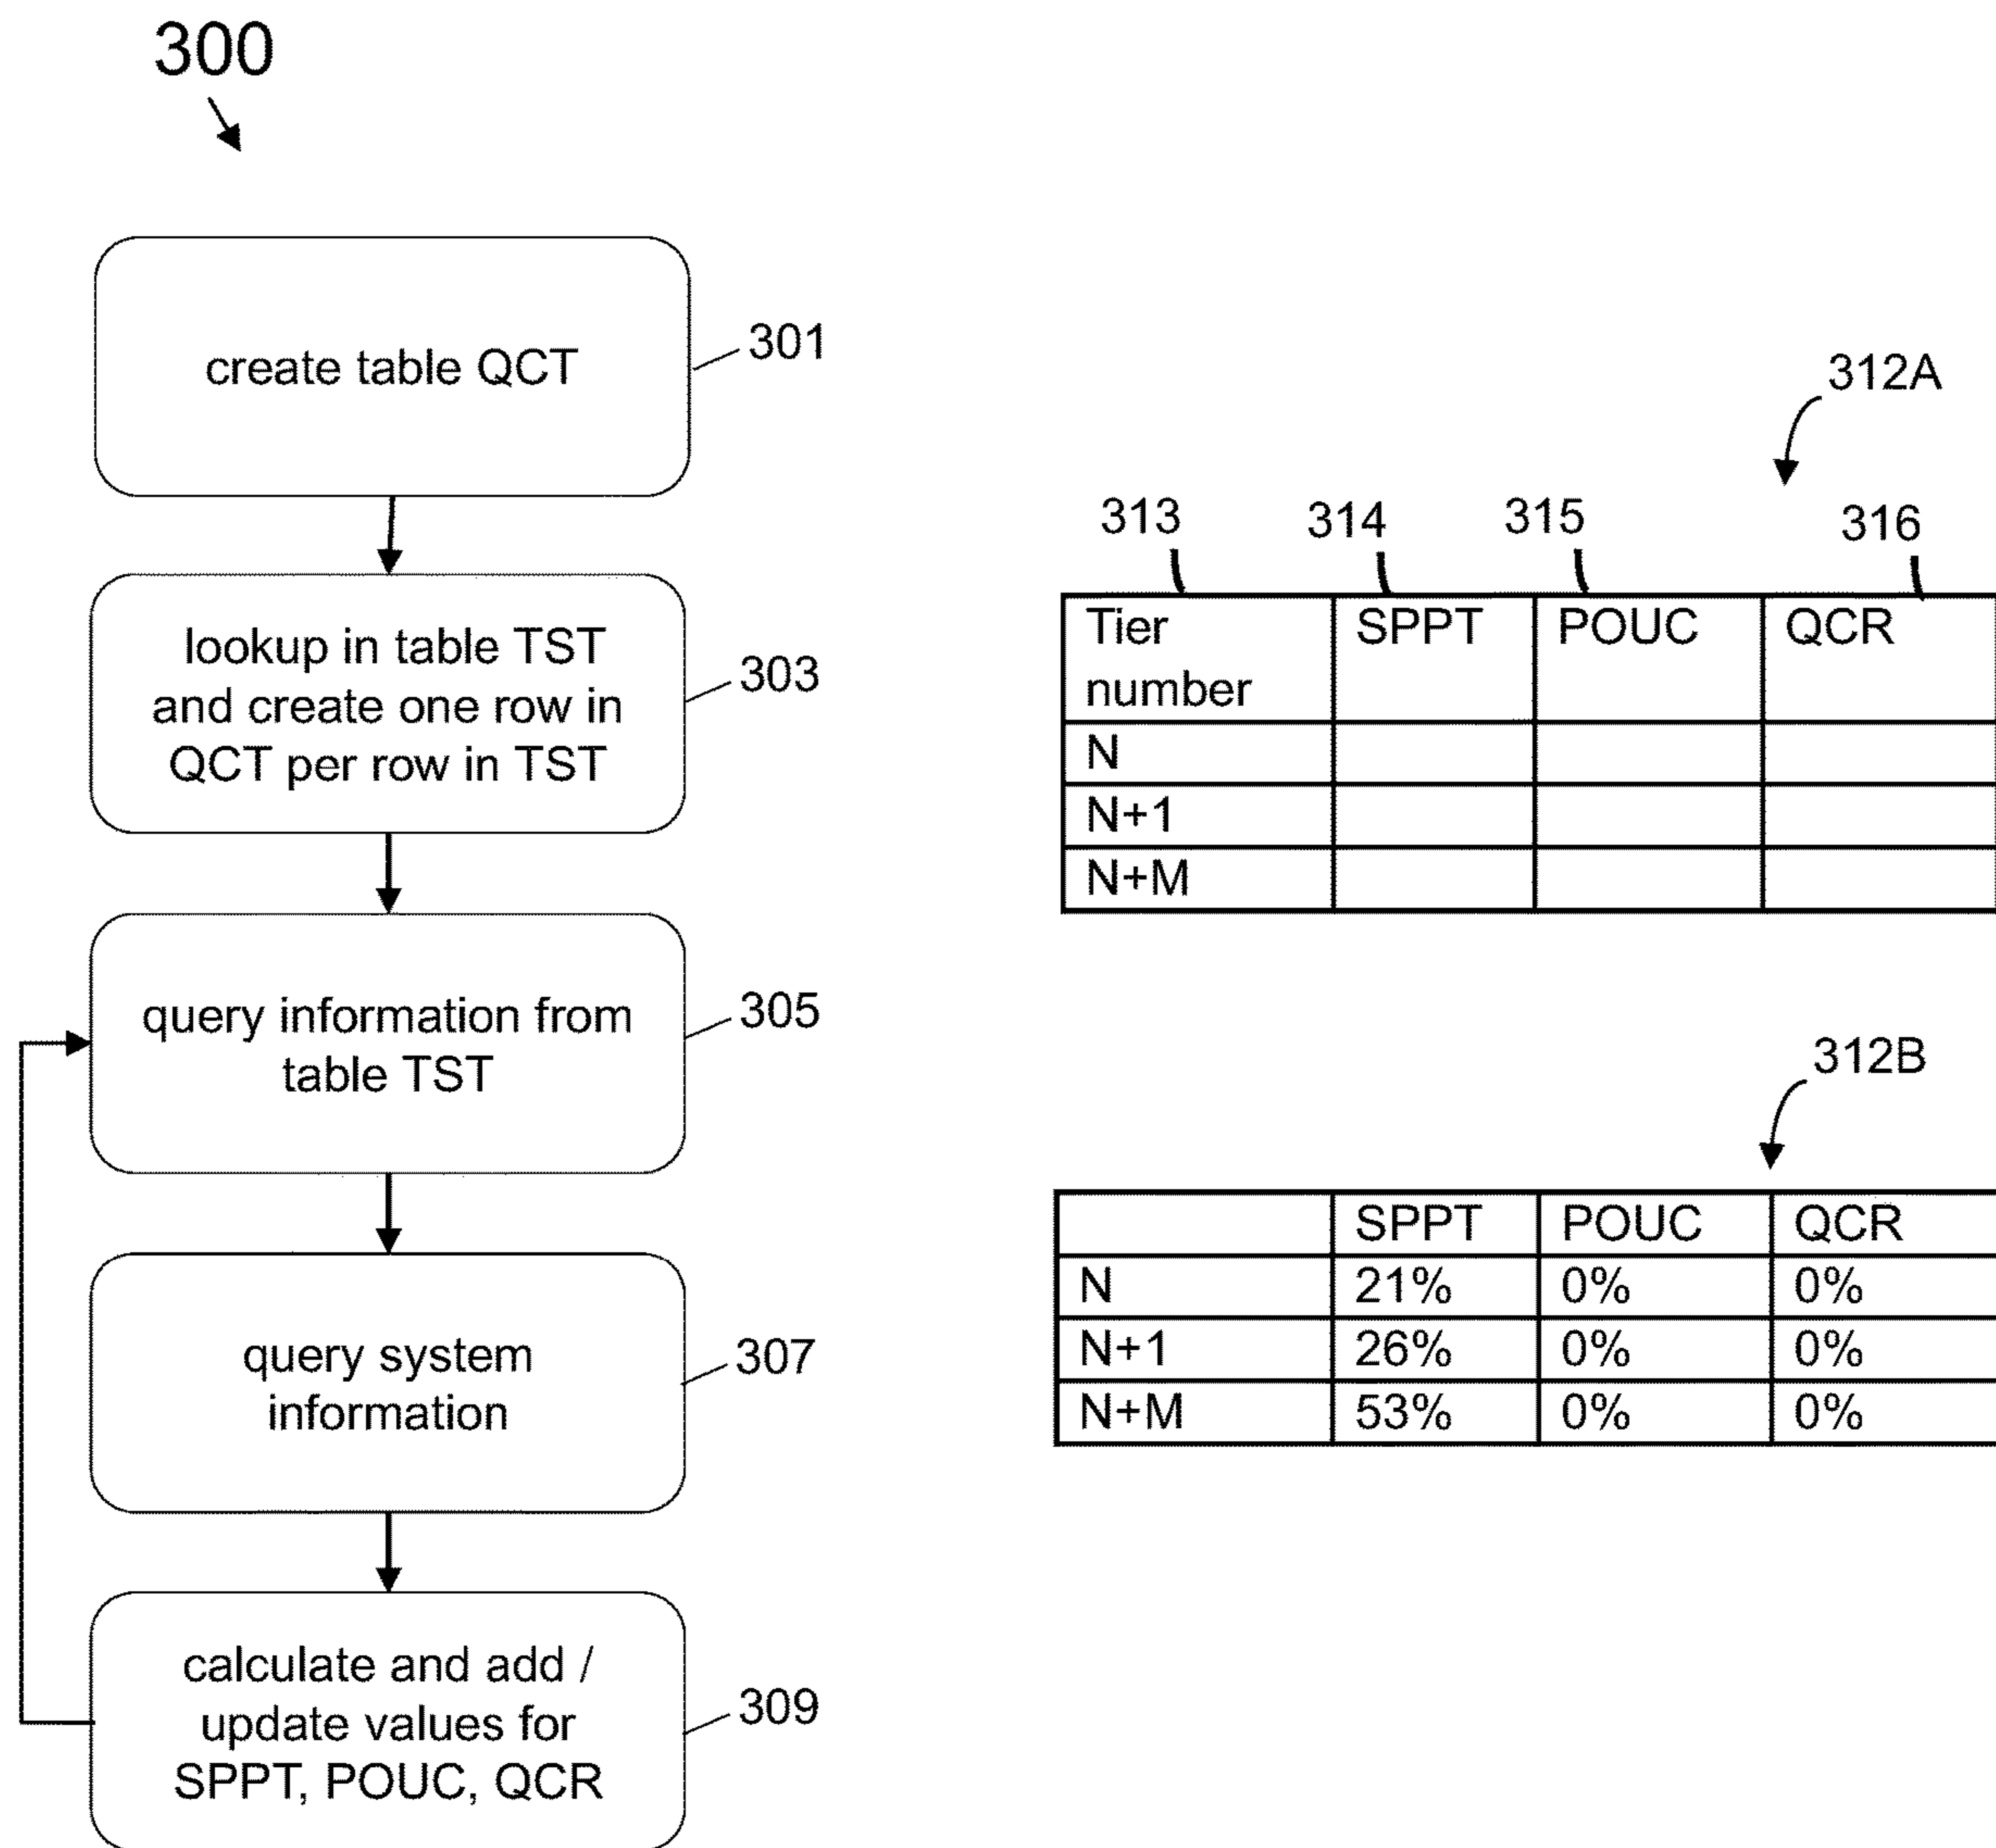 300
create table QCT
301
lookup in table TST
and create one row in
QCT per row in TST
303
query information from
table TST
305
query system
information
307
calculate and add /
update values for
SPPT, POUC, QCR
309
312A
313 314 315 316
Tier number SPPT POUC QCR
N
N+1
N+M
312B
SPPT POUC QCR
N 21% 0% 0%
N+1 26% 0% 0%
N+M 53% 0% 0%